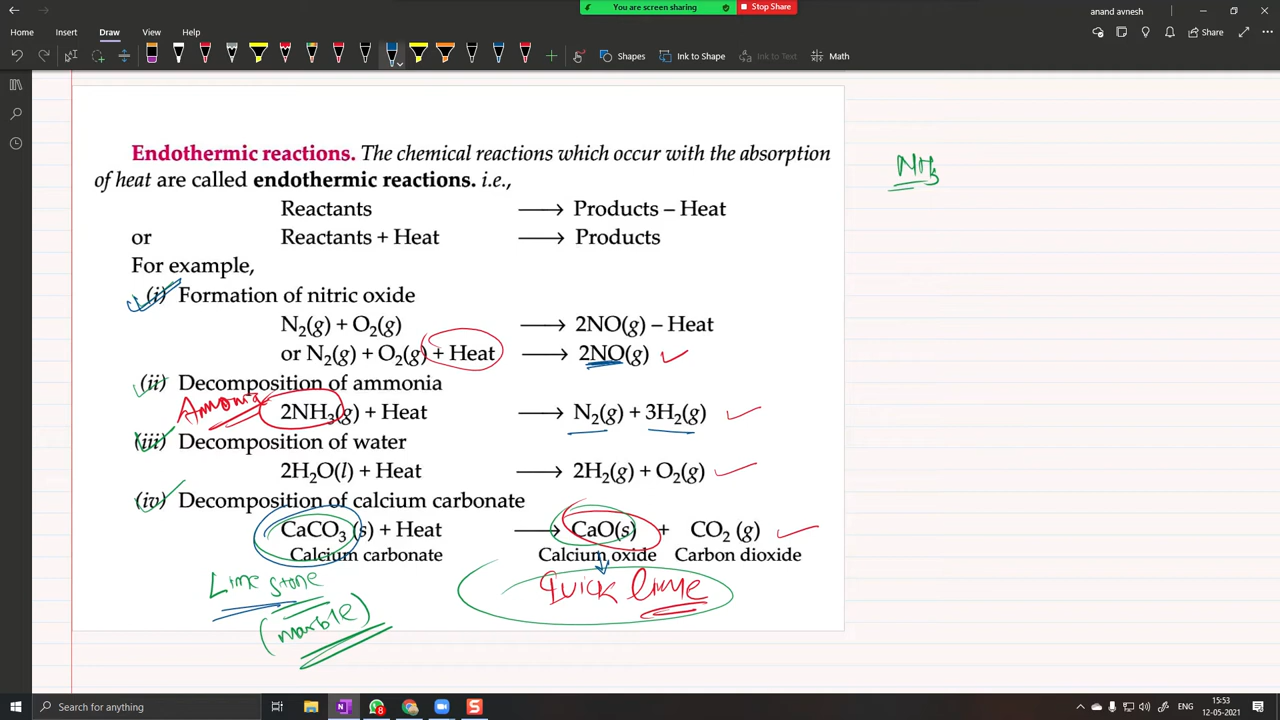 You are screen sharing
Stop Share
anand avnesh
Home Insert Draw View Help
Share
Shapes Ink to Shape Ink to Text Math
Endothermic reactions. The chemical reactions which occur with the absorption
of heat are called endothermic reactions. i.e.,
NH3
Reactants ⟶ Products – Heat
or Reactants + Heat ⟶ Products
For example,
(i) Formation of nitric oxide
N₂(g) + O₂(g) ⟶ 2NO(g) – Heat
or N₂(g) + O₂(g) + Heat ⟶ 2NO(g)
(ii) Decomposition of ammonia
Ammonia
2NH₃(g) + Heat ⟶ N₂(g) + 3H₂(g)
(iii) Decomposition of water
2H₂O(l) + Heat ⟶ 2H₂(g) + O₂(g)
(iv) Decomposition of calcium carbonate
CaCO₃ (s) + Heat ⟶ CaO(s) + CO₂ (g)
Calcium carbonate Calcium oxide Carbon dioxide
Lime stone Quick lime
(marble)
Search for anything
8
ENG
15:53
12-05-2021